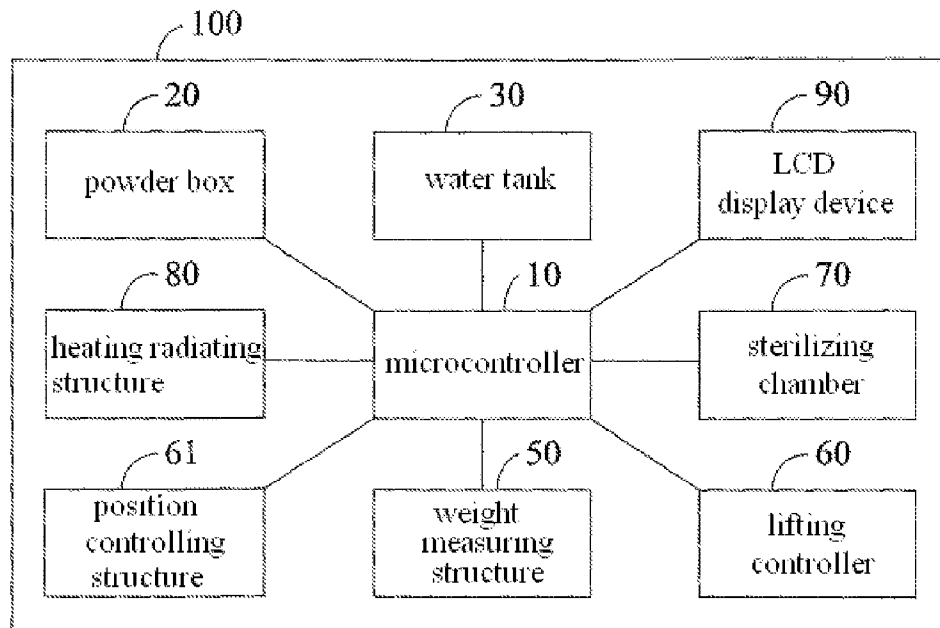 100
20
30
90
powder box
water tank
LCD
display device
80
10
70
heating radiating
structure
microcontroller
sterilizing
chamber
61
50
60
position
controlling
structure
weight
measuring
structure
lifting
controller